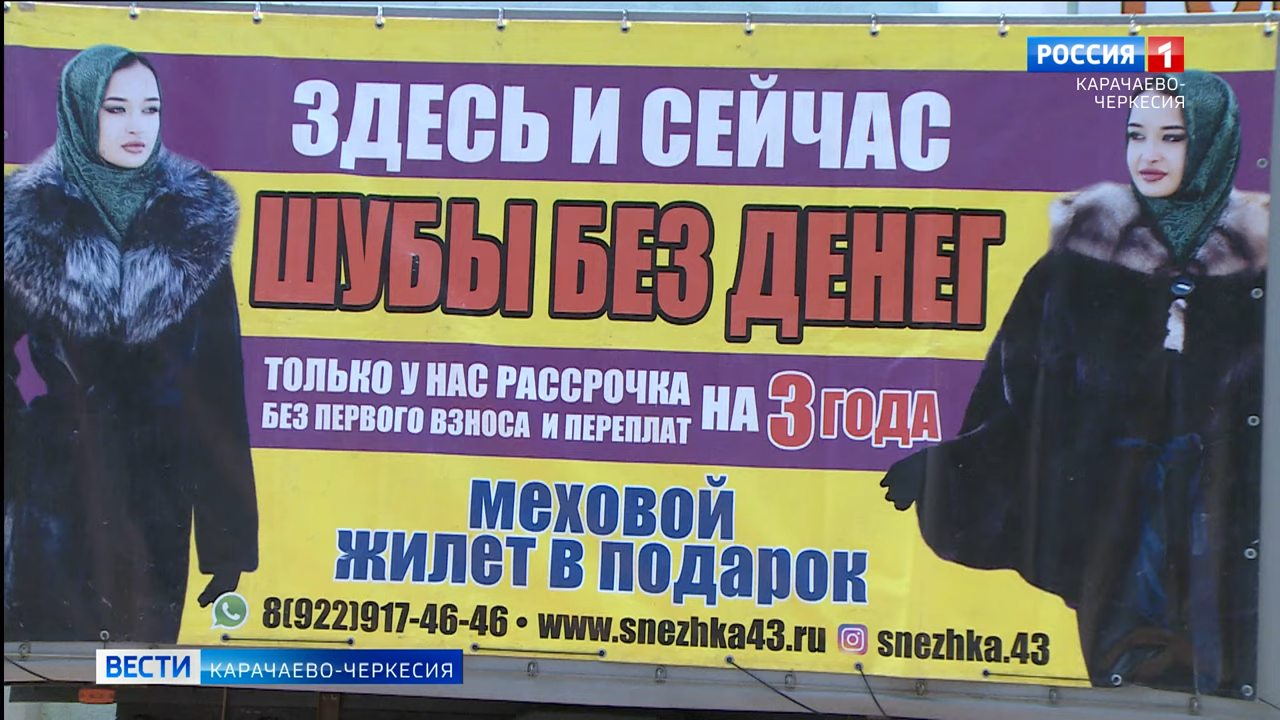 РОССИЯ 1
КАРАЧАЕВО-
ЧЕРКЕСИЯ
ЗДЕСЬ И СЕЙЧАС
ШУБЫ БЕЗ ДЕНЕГ
ТОЛЬКО У НАС РАССРОЧКА
БЕЗ ПЕРВОГО ВЗНОСА И ПЕРЕПЛАТ
НА 3 ГОДА
меховой
жилет в подарок
8(922)917-46-46 • www.snezhka43.ru snezhka.43
ВЕСТИ КАРАЧАЕВО-ЧЕРКЕСИЯ